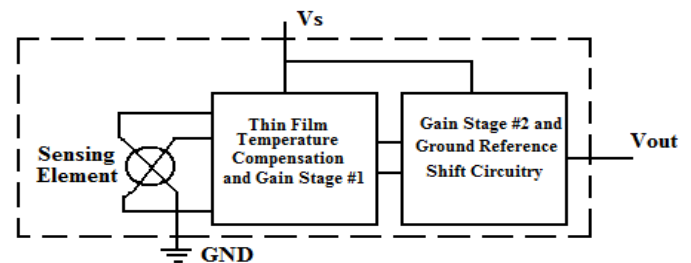 Vs
Sensing
Element
Thin Film
Temperature
Compensation
and Gain Stage #1
Gain Stage #2 and
Ground Reference
Shift Circuitry
Vout
GND